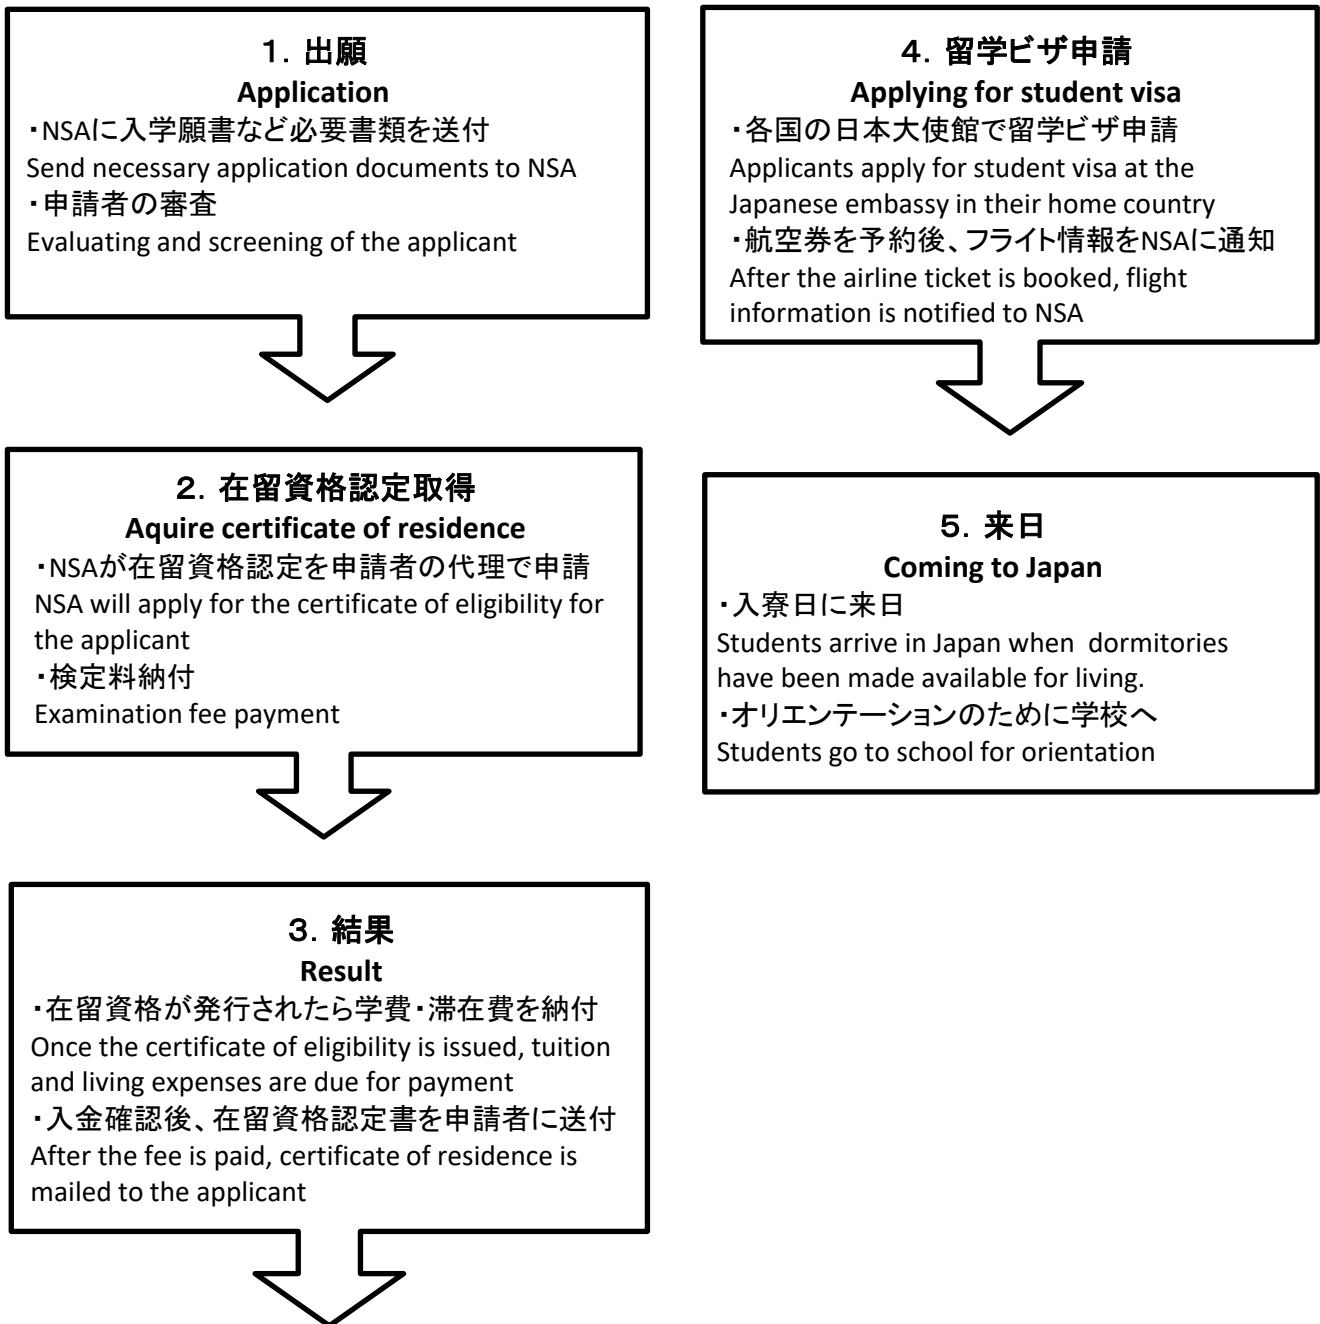 １．出願
Application
・NSAに入学願書など必要書類を送付
Send necessary application documents to NSA
・申請者の審査
Evaluating and screening of the applicant
２．在留資格認定取得
Aquire certificate of residence
・NSAが在留資格認定を申請者の代理で申請
NSA will apply for the certificate of eligibility for
the applicant
・検定料納付
Examination fee payment
３．結果
Result
・在留資格が発行されたら学費・滞在費を納付
Once the certificate of eligibility is issued, tuition
and living expenses are due for payment
・入金確認後、在留資格認定書を申請者に送付
After the fee is paid, certificate of residence is
mailed to the applicant
４．留学ビザ申請
Applying for student visa
・各国の日本大使館で留学ビザ申請
Applicants apply for student visa at the
Japanese embassy in their home country
・航空券を予約後、フライト情報をNSAに通知
After the airline ticket is booked, flight
information is notified to NSA
５．来日
Coming to Japan
・入寮日に来日
Students arrive in Japan when  dormitories
have been made available for living.
・オリエンテーションのために学校へ
Students go to school for orientation